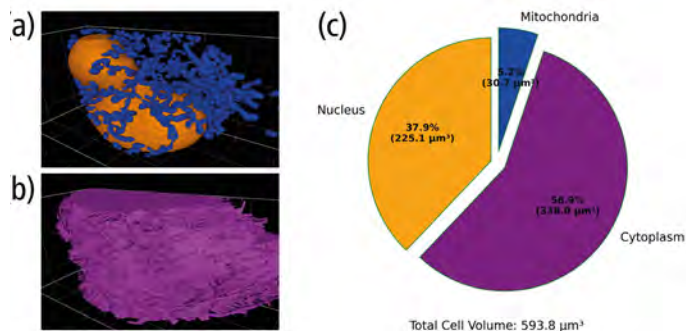 a)
b)
(c)
Mitochondria
5.2%
(30.7 µm³)
Nucleus
37.9%
(225.1 µm³)
56.9%
(338.0 µm³)
Cytoplasm
Total Cell Volume: 593.8 µm³